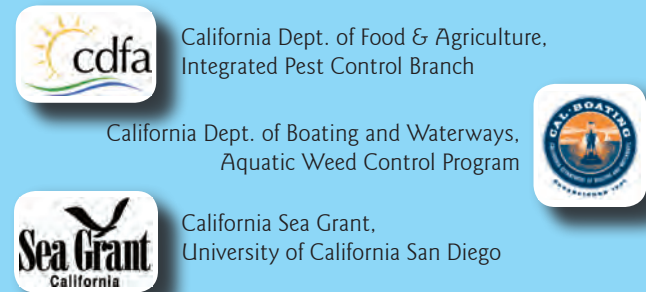 cdfa
California Dept. of Food & Agriculture,
Integrated Pest Control Branch
California Dept. of Boating and Waterways,
Aquatic Weed Control Program
CAL·BOATING
Sea Grant
California
California Sea Grant,
University of California San Diego